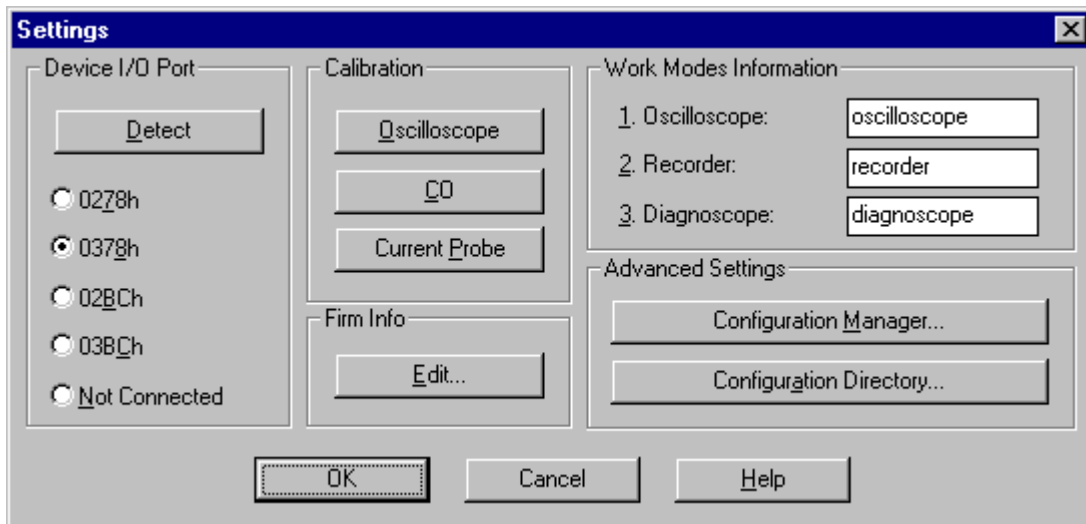 Settings
Device I/O Port
Detect
0278h
0378h
02BCh
03BCh
Not Connected
Calibration
Oscilloscope
CO
Current Probe
Firm Info
Edit...
Work Modes Information
1. Oscilloscope: oscilloscope
2. Recorder: recorder
3. Diagnoscope: diagnoscope
Advanced Settings
Configuration Manager...
Configuration Directory...
OK Cancel Help